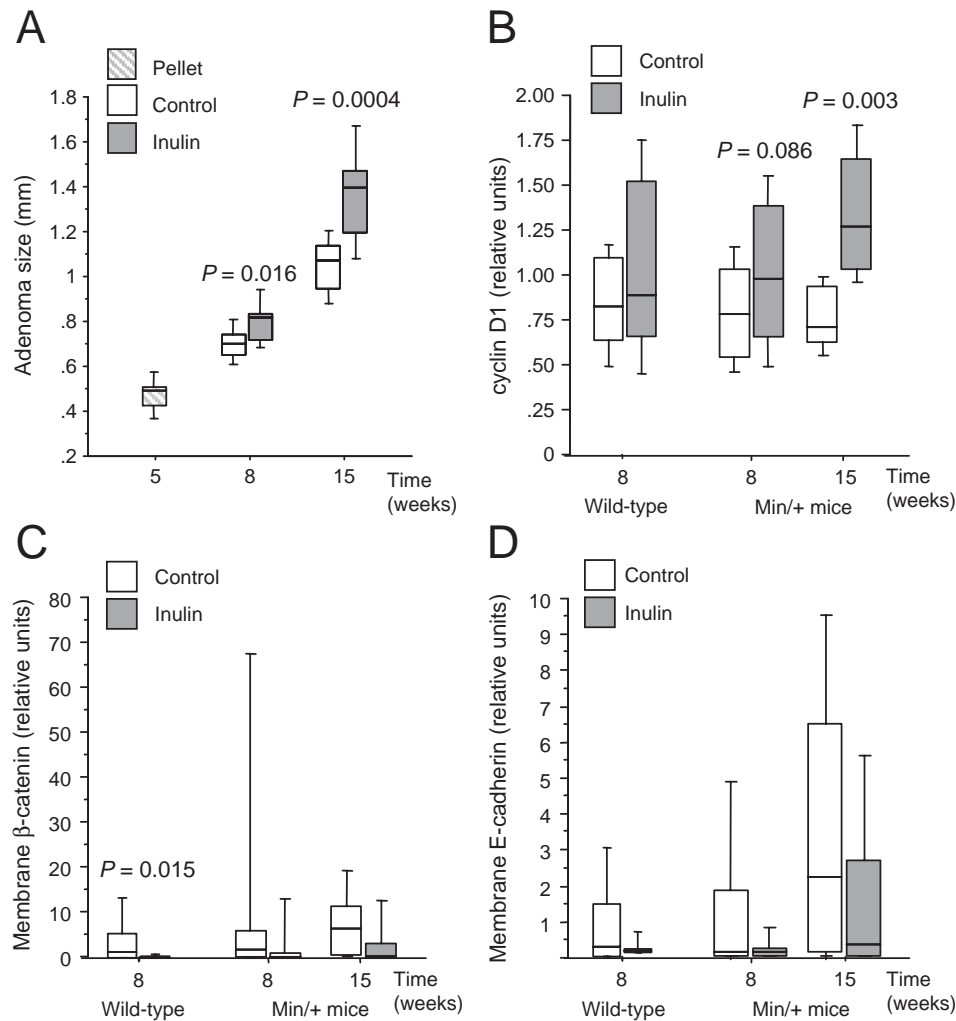 A
Pellet
Control
Inulin
P = 0.0004
P = 0.016
Adenoma size (mm)
1.8
1.6
1.4
1.2
1
.8
.6
.4
.2
5 8 15 Time
(weeks)
B
Control
Inulin
P = 0.003
P = 0.086
cyclin D1 (relative units)
2.00
1.75
1.50
1.25
1.00
.75
.50
.25
0
8 8 15 Time
(weeks)
Wild-type Min/+ mice
C
Control
Inulin
P = 0.015
Membrane β-catenin (relative units)
80
70
60
50
40
30
20
10
0
8 8 15 Time
(weeks)
Wild-type Min/+ mice
D
Control
Inulin
Membrane E-cadherin (relative units)
10
9
8
7
6
5
4
3
2
1
8 8 15 Time
(weeks)
Wild-type Min/+ mice